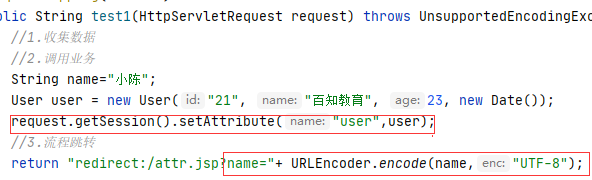 public String test1(HttpServletRequest request) throws UnsupportedEncodingExc
//1.收集数据
//2.调用业务
String name="小陈";
User user = new User( id: "21", name: "百知教育", age: 23, new Date());
request.getSession().setAttribute( name: "user",user);
//3.流程跳转
return "redirect:/attr.jsp?name="+ URLEncoder.encode(name, enc: "UTF-8");